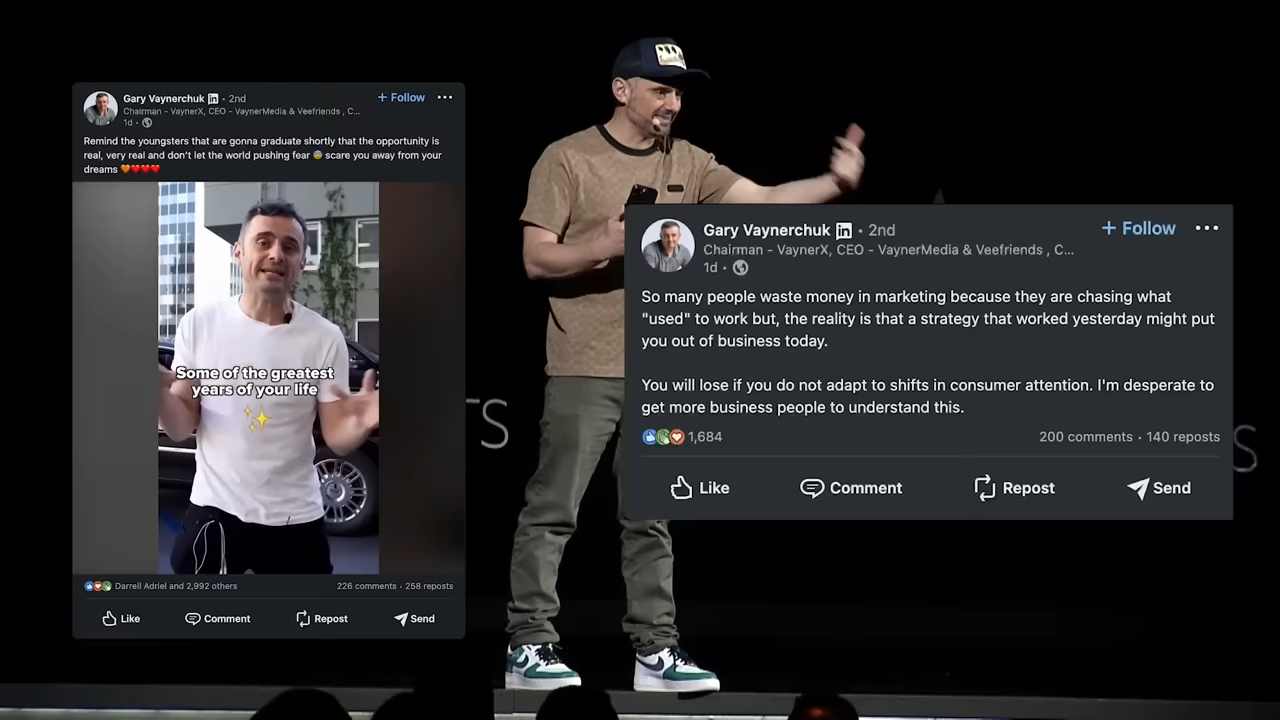 Gary Vaynerchuk in • 2nd
+ Follow
Chairman - VaynerX, CEO - VaynerMedia & Veefriends , C...
1d •
Remind the youngsters that are gonna graduate shortly that the opportunity is
real, very real and don't let the world pushing fear 😨 scare you away from your
dreams 🧡❤️❤️❤️
Some of the greatest
years of your life
✨
Darrell Adriel and 2,992 others
226 comments • 258 reposts
Like
Comment
Repost
Send
Gary Vaynerchuk in • 2nd
+ Follow
Chairman - VaynerX, CEO - VaynerMedia & Veefriends , C...
1d •
So many people waste money in marketing because they are chasing what
"used" to work but, the reality is that a strategy that worked yesterday might put
you out of business today.
You will lose if you do not adapt to shifts in consumer attention. I'm desperate to
get more business people to understand this.
1,684
200 comments • 140 reposts
Like
Comment
Repost
Send